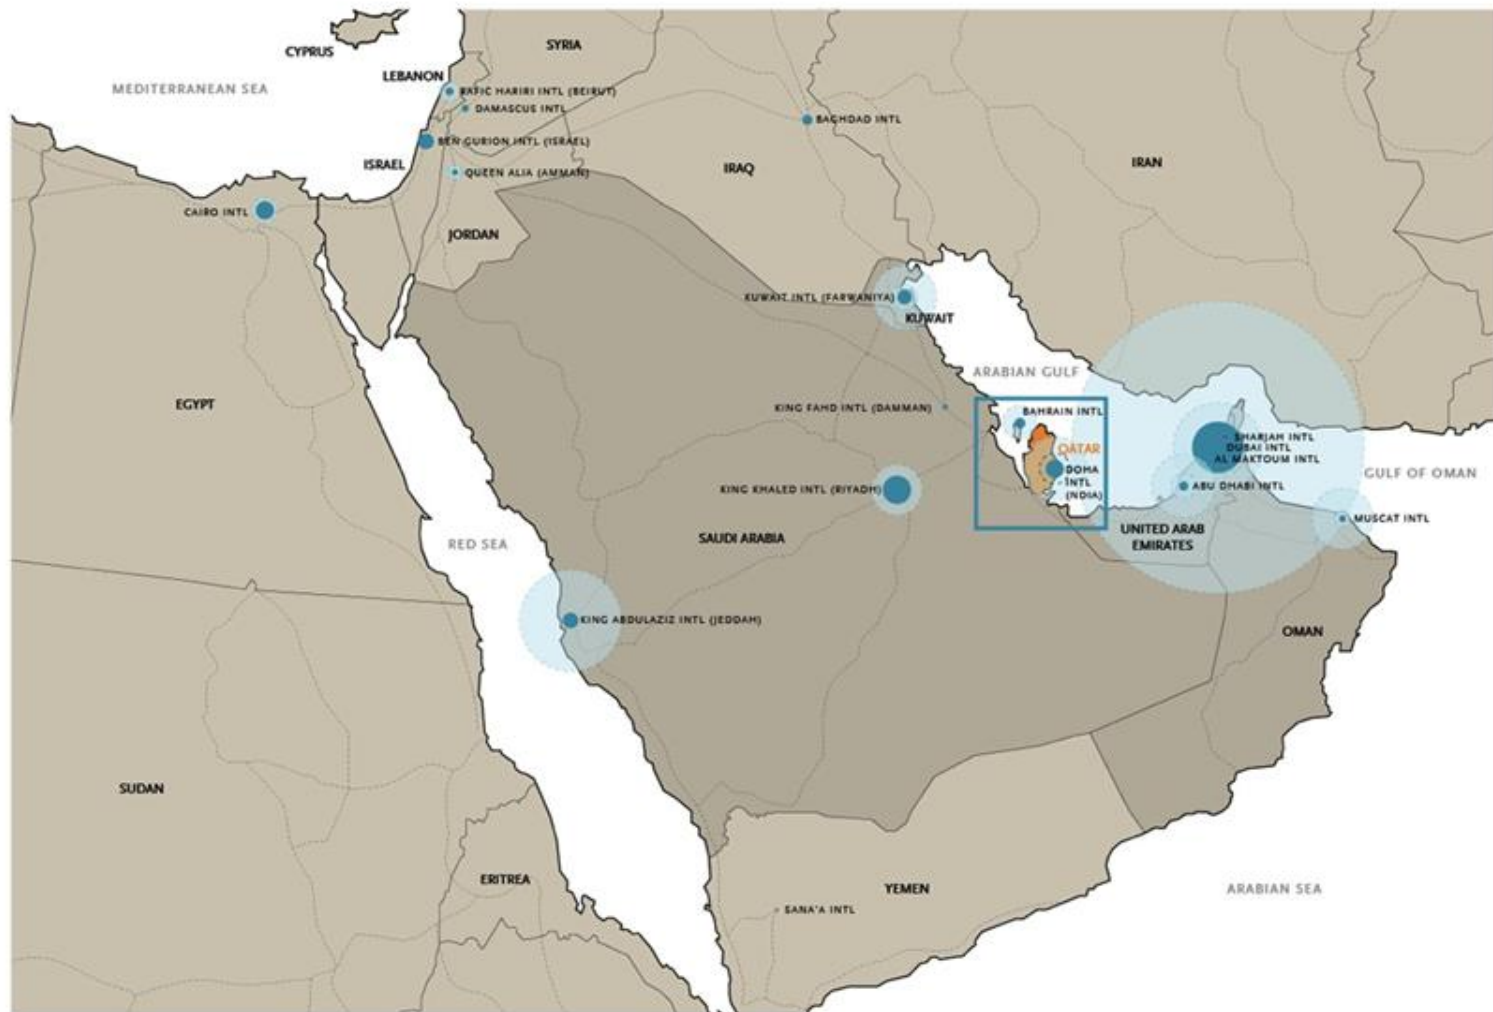 CYPRUS
SYRIA
MEDITERRANEAN SEA
LEBANON
RAFIC HARIRI INTL (BEIRUT)
DAMASCUS INTL
BAGHDAD INTL
BEN GURION INTL (ISRAEL)
ISRAEL
QUEEN ALIA (AMMAN)
IRAQ
IRAN
CAIRO INTL
JORDAN
KUWAIT INTL (FARWANIYA)
KUWAIT
ARABIAN GULF
EGYPT
KING FAHD INTL (DAMMAN)
BAHRAIN INTL
QATAR
SHARJAH INTL
DUBAI INTL
AL MAKTOUM INTL
DOHA
INTL
(NDIA)
GULF OF OMAN
ABU DHABI INTL
KING KHALED INTL (RIYADH)
MUSCAT INTL
UNITED ARAB
EMIRATES
SAUDI ARABIA
RED SEA
KING ABDULAZIZ INTL (JEDDAH)
OMAN
SUDAN
ERITREA
YEMEN
ARABIAN SEA
SANA'A INTL